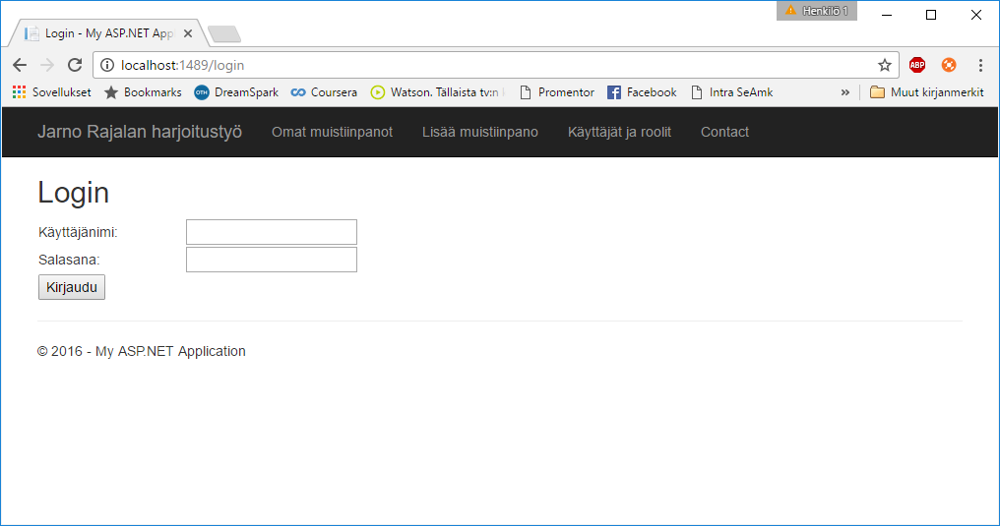 Henkilö 1
Login - My ASP.NET App
localhost:1489/login
ABP
Sovellukset Bookmarks OTH DreamSpark Coursera Watson. Tällaista tv:n Promentor Facebook Intra SeAmk » Muut kirjanmerkit
Jarno Rajalan harjoitustyö Omat muistiinpanot Lisää muistiinpano Käyttäjät ja roolit Contact
Login
Käyttäjänimi:
Salasana:
Kirjaudu
© 2016 - My ASP.NET Application